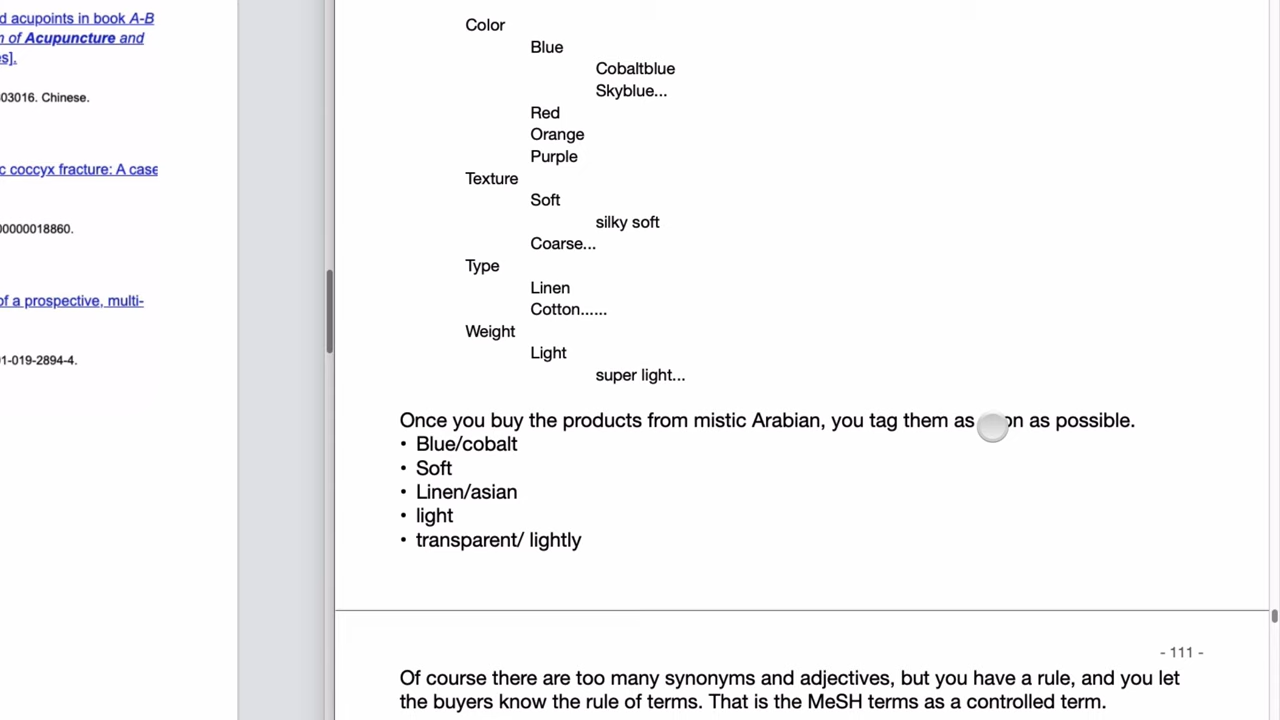 d acupoints in book A-B
n of Acupuncture and
es].
03016. Chinese.
c coccyx fracture: A case
00000018860.
of a prospective, multi-
1-019-2894-4.
Color
Blue
Cobaltblue
Skyblue...
Red
Orange
Purple
Texture
Soft
silky soft
Coarse...
Type
Linen
Cotton......
Weight
Light
super light...
Once you buy the products from mistic Arabian, you tag them as on as possible.
• Blue/cobalt
• Soft
• Linen/asian
• light
• transparent/ lightly
- 111 -
Of course there are too many synonyms and adjectives, but you have a rule, and you let
the buyers know the rule of terms. That is the MeSH terms as a controlled term.